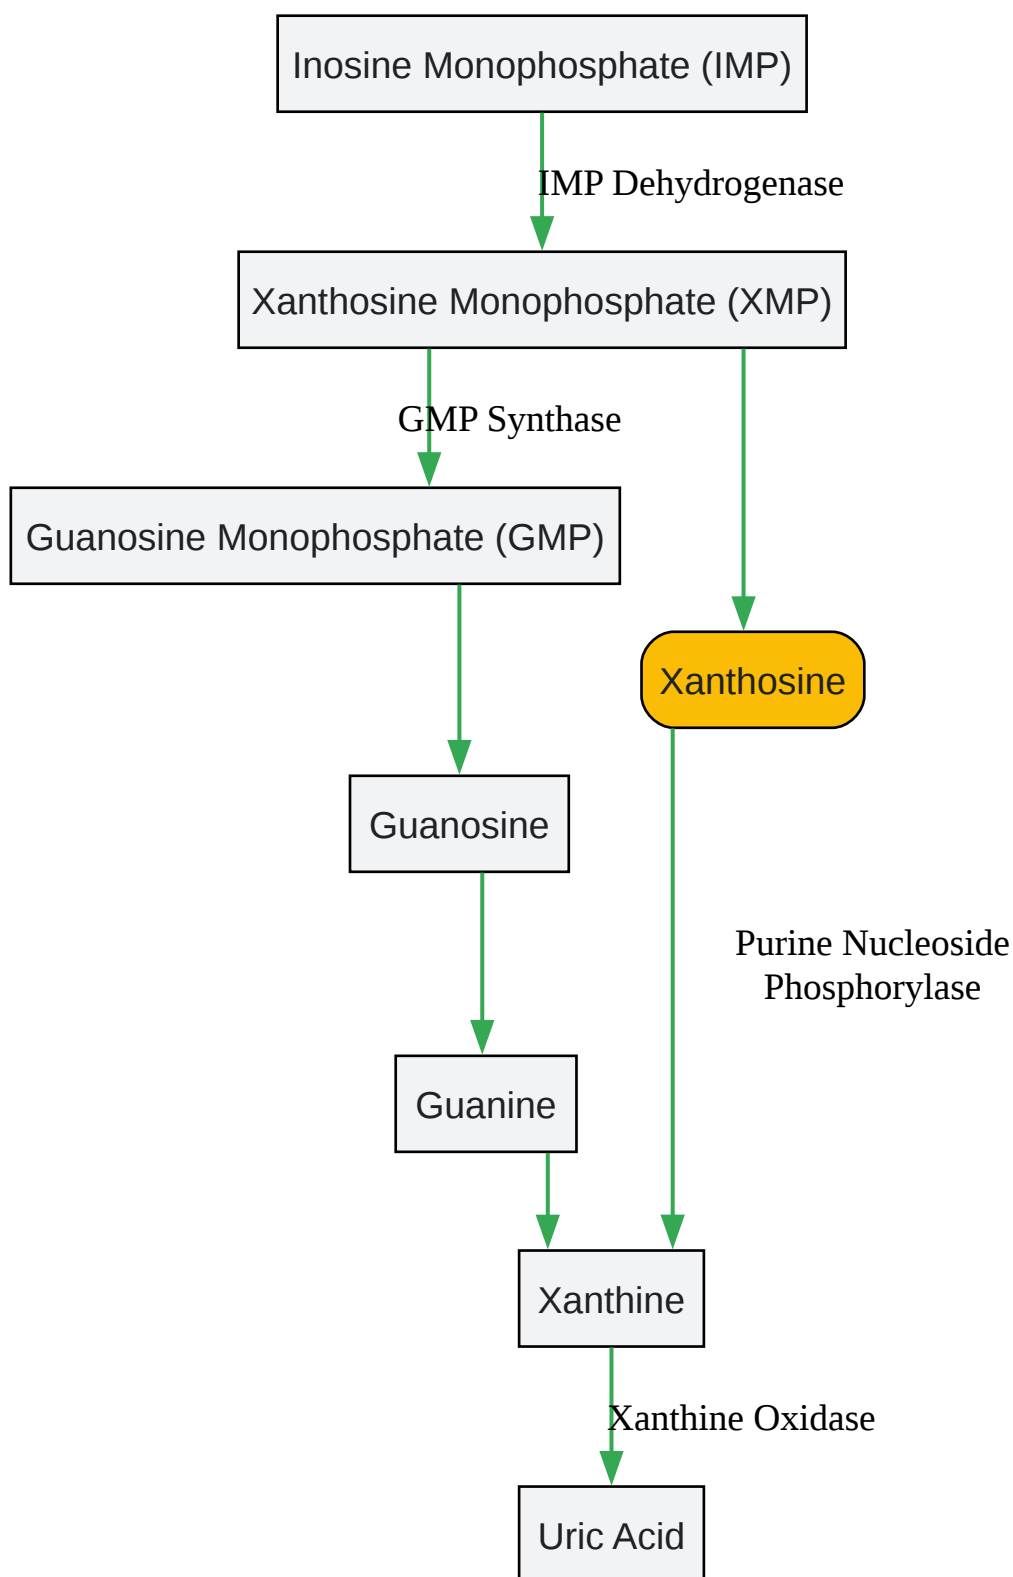 Inosine Monophosphate (IMP)
IMP Dehydrogenase
Xanthosine Monophosphate (XMP)
GMP Synthase
Guanosine Monophosphate (GMP)
Xanthosine
Guanosine
Purine Nucleoside
Phosphorylase
Guanine
Xanthine
Xanthine Oxidase
Uric Acid